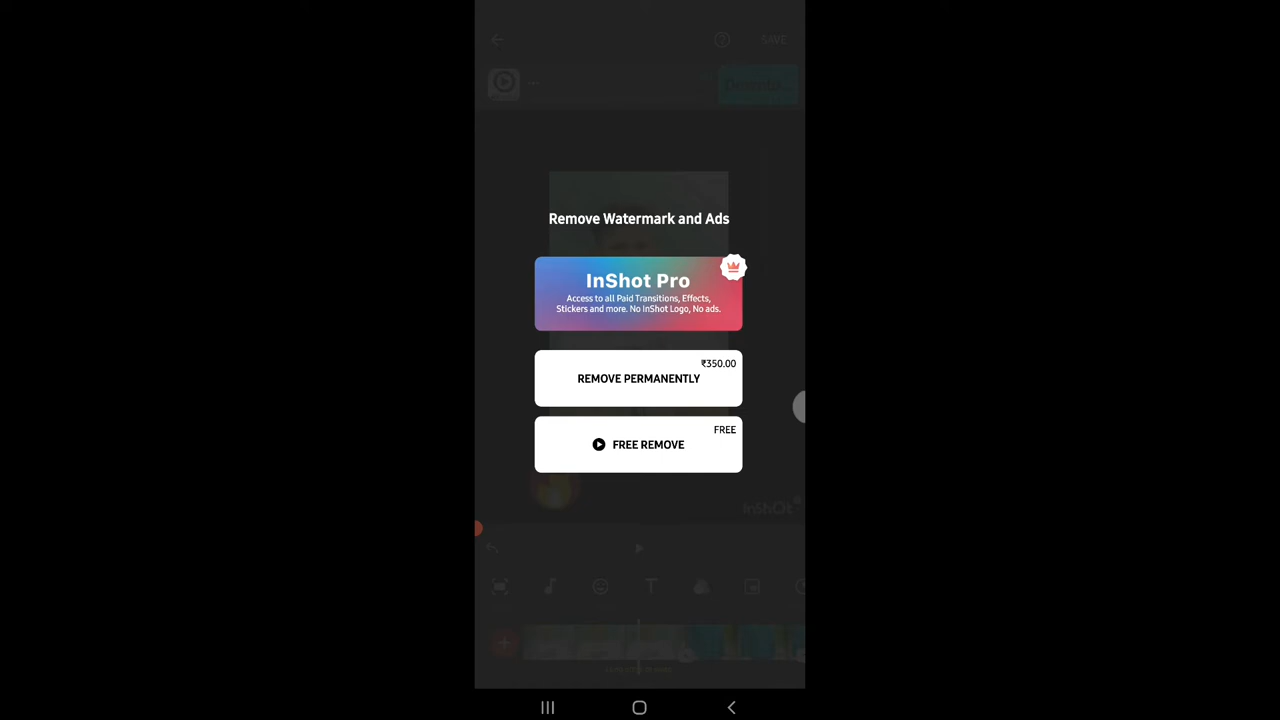 SAVE
Remove Watermark and Ads
InShot Pro
Access to all Paid Transitions, Effects,
Stickers and more. No InShot Logo, No ads.
₹350.00
REMOVE PERMANENTLY
FREE
FREE REMOVE
InShOt